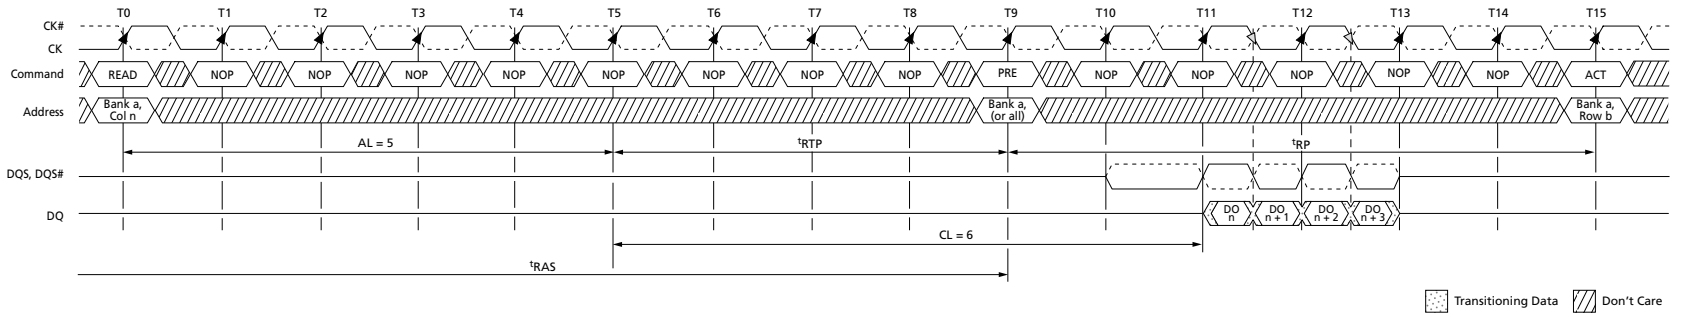 T0 T1 T2 T3 T4 T5 T6 T7 T8 T9 T10 T11 T12 T13 T14 T15
CK#
CK
Command READ NOP NOP NOP NOP NOP NOP NOP NOP PRE NOP NOP NOP NOP NOP ACT
Address Bank a, Col n Bank a, (or all) Bank a, Row b
AL = 5 tRTP tRP
DQS, DQS#
DQ DO n DO n + 1 DO n + 2 DO n + 3
CL = 6
tRAS
Transitioning Data Don't Care